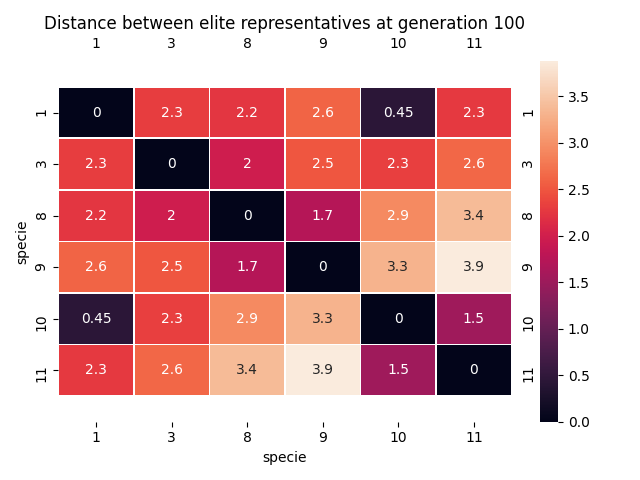 Distance between elite representatives at generation 100
1 3 8 9 10 11
1 0 2.3 2.2 2.6 0.45 2.3 1
3 2.3 0 2 2.5 2.3 2.6 3
8 2.2 2 0 1.7 2.9 3.4 8
9 2.6 2.5 1.7 0 3.3 3.9 9
10 0.45 2.3 2.9 3.3 0 1.5 10
11 2.3 2.6 3.4 3.9 1.5 0 11
1 3 8 9 10 11
specie
specie
3.5
3.0
2.5
2.0
1.5
1.0
0.5
0.0